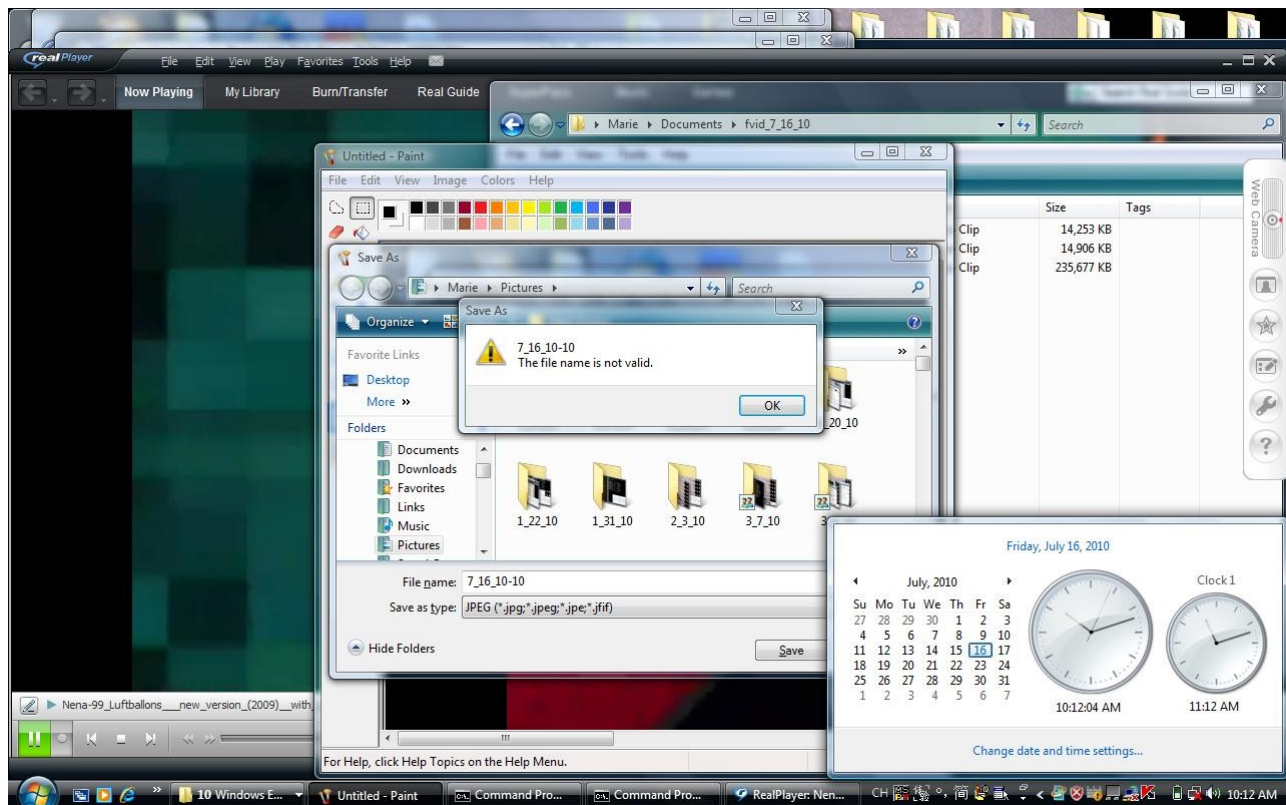 real Player
File Edit View Play Favorites Tools Help
Now Playing My Library Burn/Transfer Real Guide
Marie ▸ Documents ▸ fvid_7_16_10
Search
Untitled - Paint
File Edit View Image Colors Help
Size Tags
Clip 14,253 KB
Clip 14,906 KB
Clip 235,677 KB
Web Camera
Save As
Marie ▸ Pictures ▸
Search
Organize
Save As
7_16_10-10
The file name is not valid.
OK
Favorite Links
Desktop
More »
Folders
Documents
Downloads
Favorites
Links
Music
Pictures
_20_10
1_22_10 1_31_10 2_3_10 3_7_10
File name: 7_16_10-10
Save as type: JPEG (*.jpg;*.jpeg;*.jpe;*.jfif)
Hide Folders
Save
Friday, July 16, 2010
July, 2010
Su Mo Tu We Th Fr Sa
27 28 29 30 1 2 3
4 5 6 7 8 9 10
11 12 13 14 15 16 17
18 19 20 21 22 23 24
25 26 27 28 29 30 31
1 2 3 4 5 6 7
10:12:04 AM
Clock 1
11:12 AM
Change date and time settings...
Nena-99_Luftballons___new_version_(2009)__with
For Help, click Help Topics on the Help Menu.
10 Windows E... Untitled - Paint Command Pro... Command Pro... RealPlayer: Nen... CH 简 10:12 AM